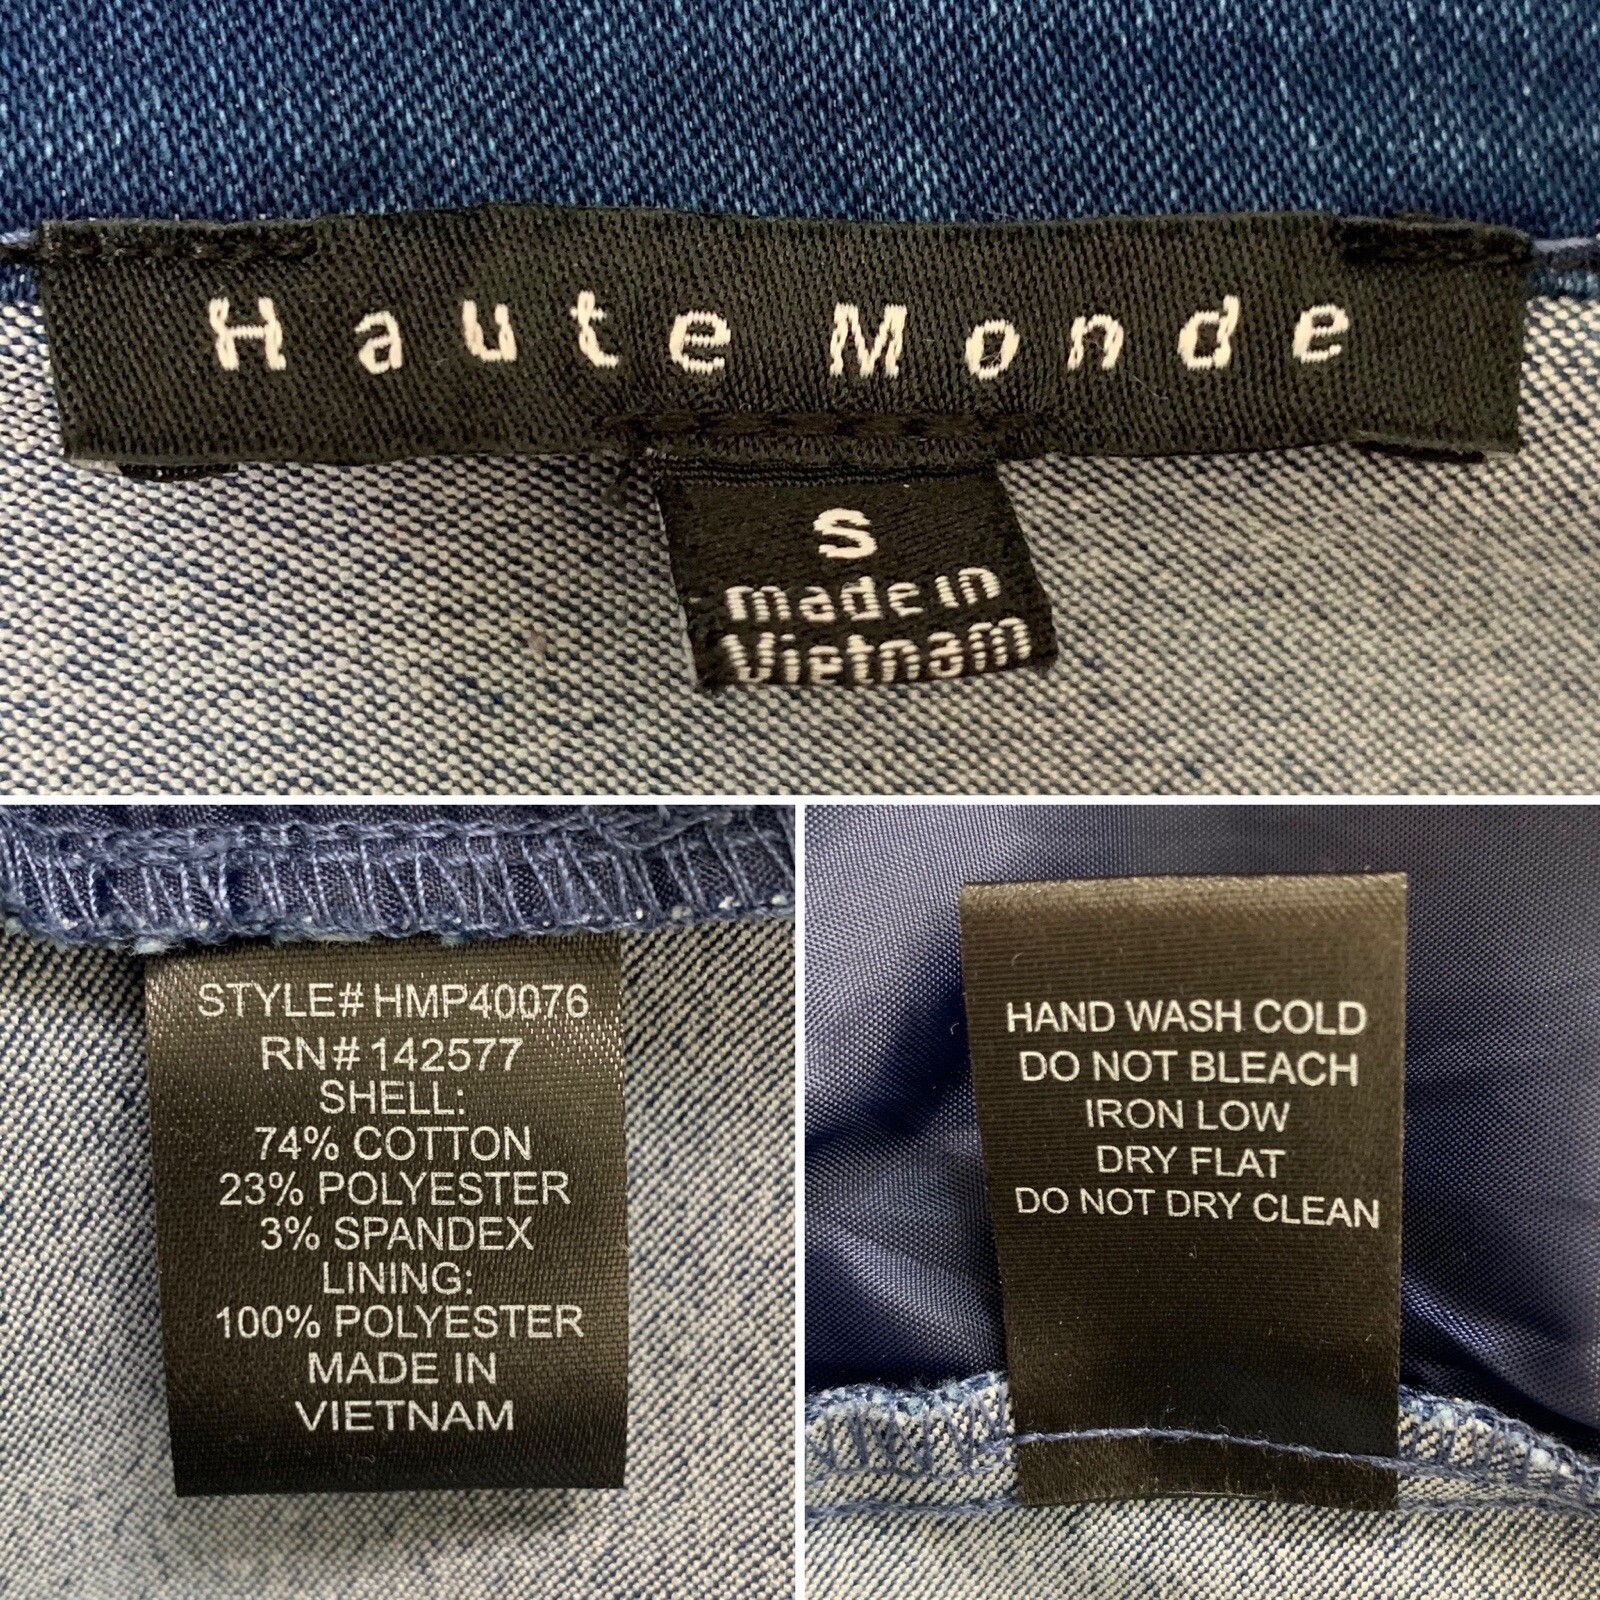 Haute Monde
S
made in
Vietnam
STYLE# HMP40076
RN# 142577
SHELL:
74% COTTON
23% POLYESTER
3% SPANDEX
LINING:
100% POLYESTER
MADE IN
VIETNAM
HAND WASH COLD
DO NOT BLEACH
IRON LOW
DRY FLAT
DO NOT DRY CLEAN